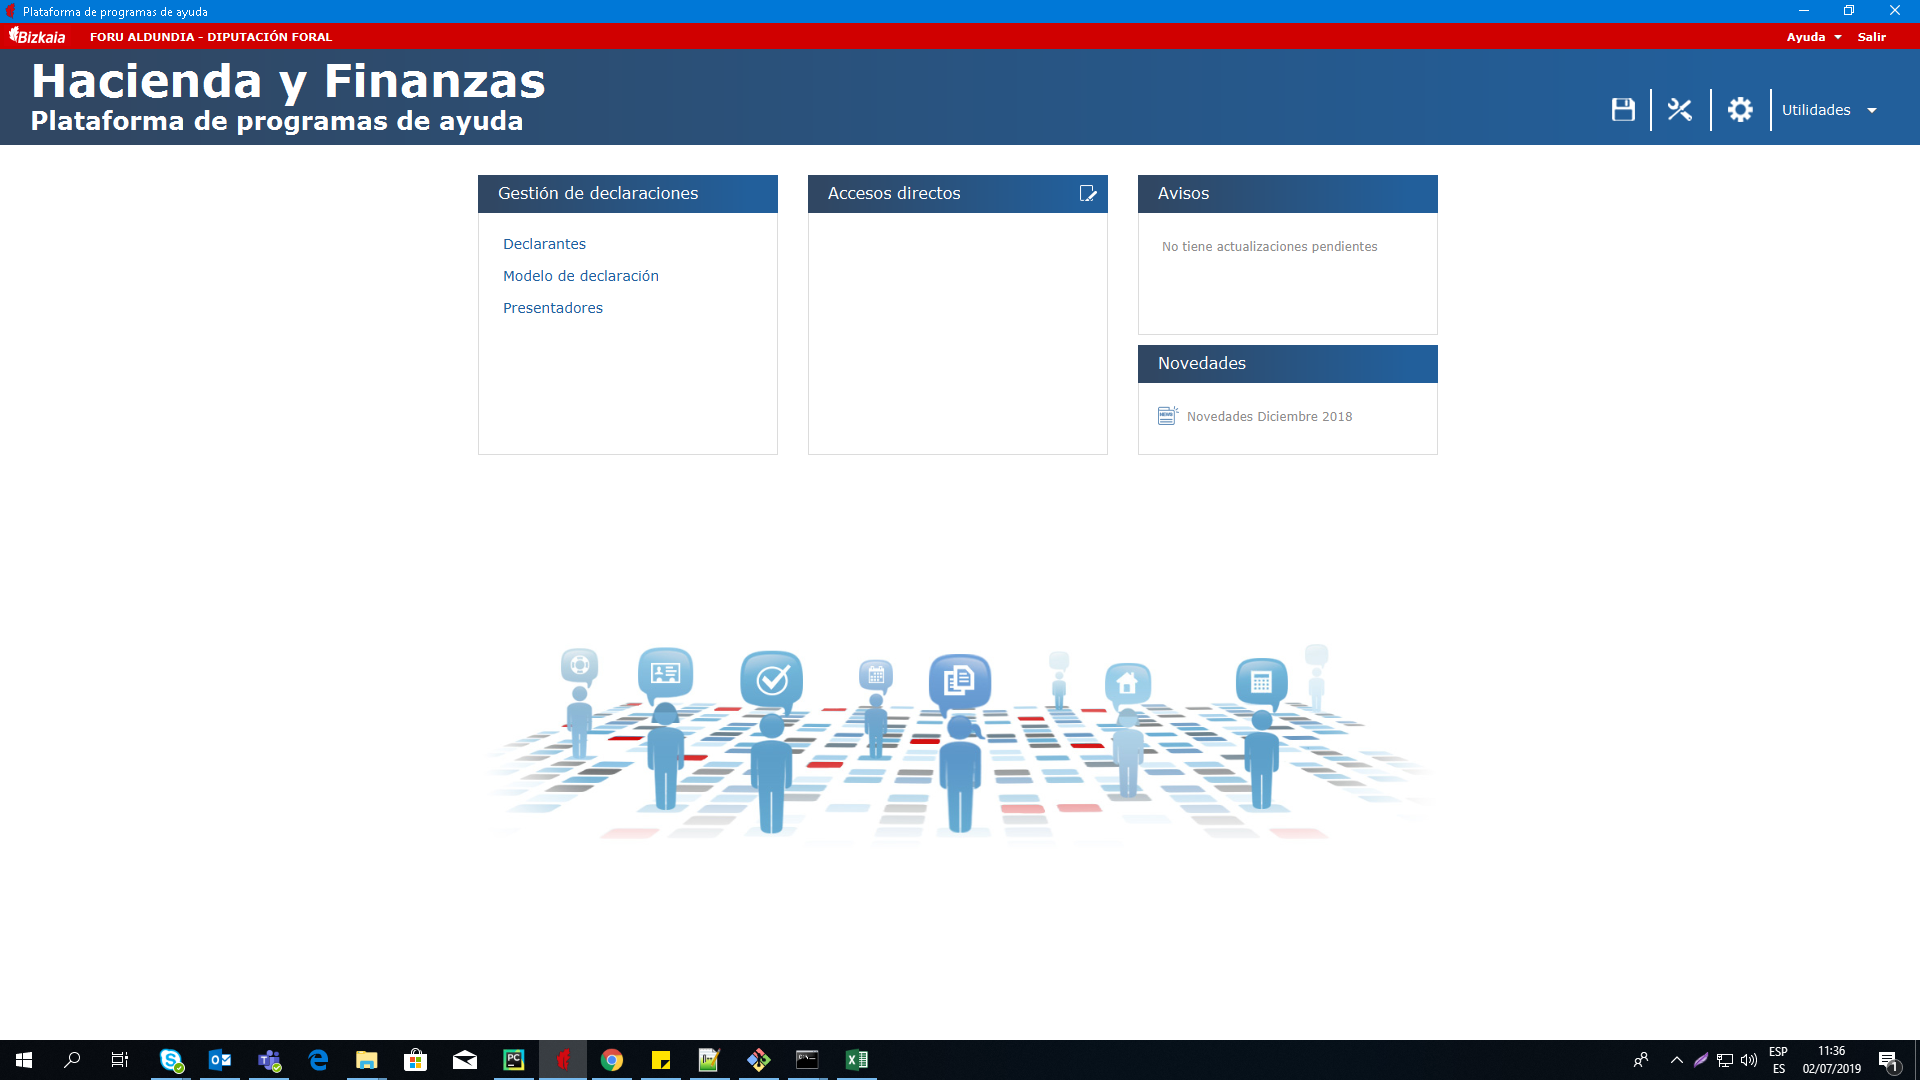 Plataforma de programas de ayuda
Bizkaia
FORU ALDUNDIA - DIPUTACIÓN FORAL
Ayuda
Salir
Hacienda y Finanzas
Plataforma de programas de ayuda
Utilidades
Gestión de declaraciones
Declarantes
Modelo de declaración
Presentadores
Accesos directos
Avisos
No tiene actualizaciones pendientes
Novedades
NEWS
Novedades Diciembre 2018
ESP
ES
11:36
02/07/2019
1